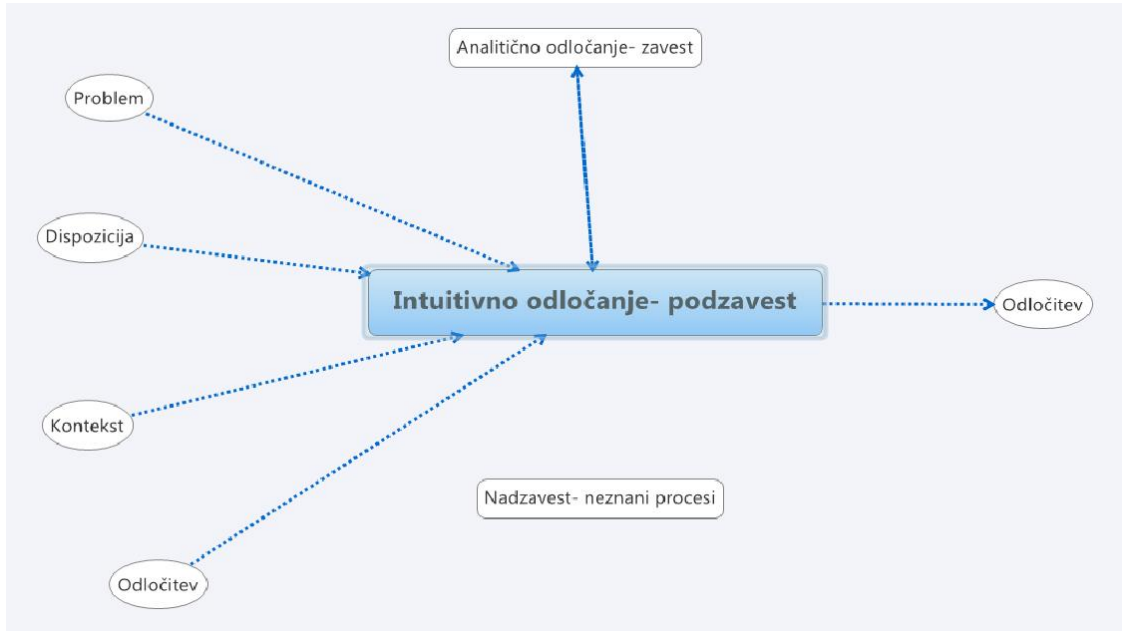 Analitično odločanje- zavest
Problem
Dispozicija
Intuitivno odločanje- podzavest
Odločitev
Kontekst
Nadzavest- neznani procesi
Odločitev